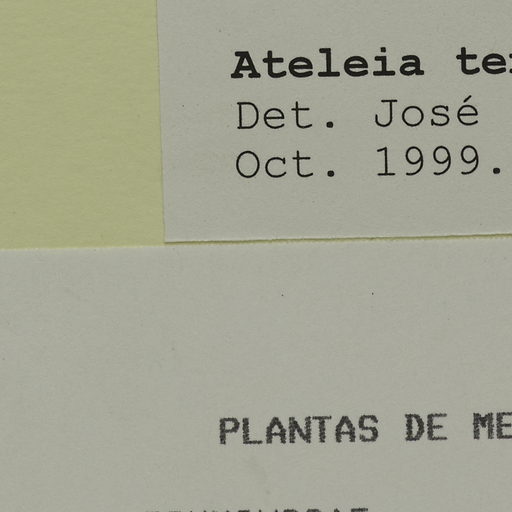 Ateleia
Det. José
Oct. 1999.
PLANTAS DE